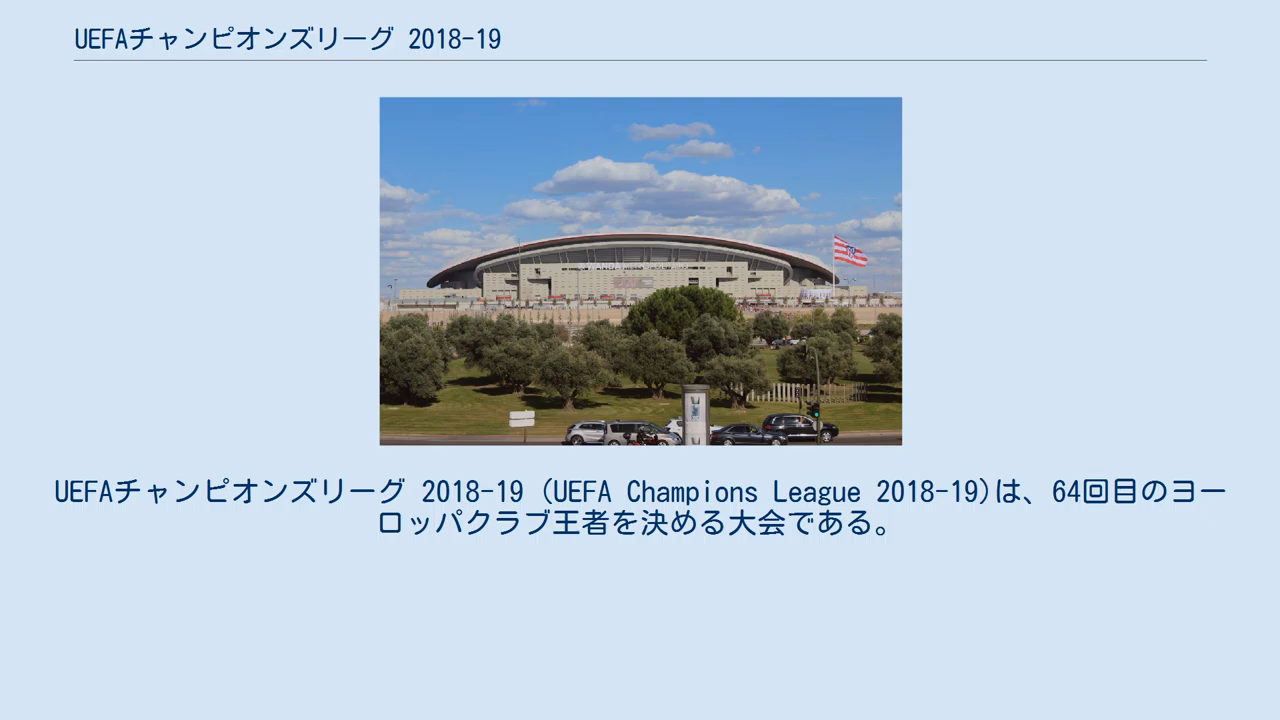 UEFAチャンピオンズリーグ 2018-19
UEFAチャンピオンズリーグ 2018-19 (UEFA Champions League 2018-19)は、64回目のヨー
ロッパクラブ王者を決める大会である。